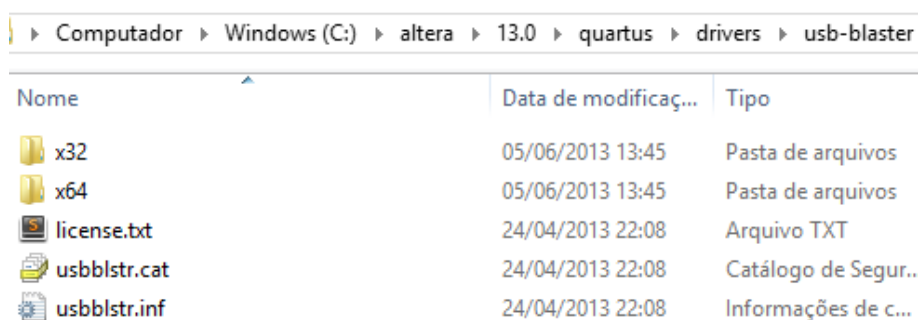 Computador Windows (C:) altera 13.0 quartus drivers usb-blaster
Nome Data de modificaç... Tipo
x32 05/06/2013 13:45 Pasta de arquivos
x64 05/06/2013 13:45 Pasta de arquivos
license.txt 24/04/2013 22:08 Arquivo TXT
usbblstr.cat 24/04/2013 22:08 Catálogo de Segur...
usbblstr.inf 24/04/2013 22:08 Informações de c...